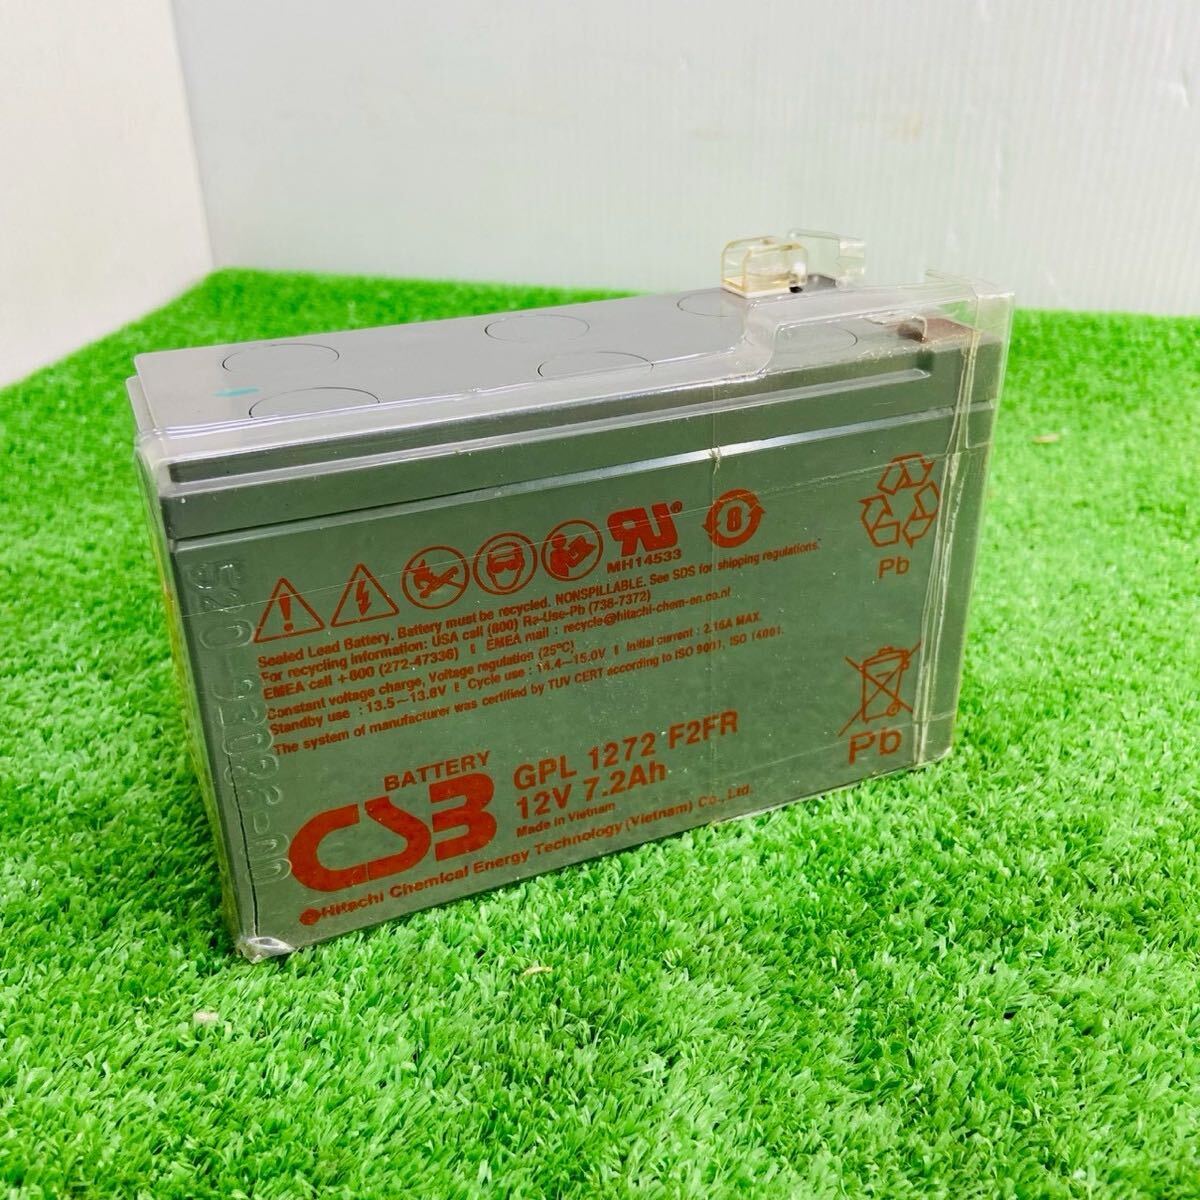 MH14533
Sealed Lead Battery. Battery must be recycled. NONSPILLABLE. See SDS for shipping regulations.
For recycling information: USA call (800) Ra-Use-Pb (738-7372)
EMEA call +800 (272-47336) | EMEA mail : recycle@hitachi-chem-en.co.nl
Constant voltage charge, Voltage regulation (25°C)
Standby use : 13.5~13.8V | Cycle use : 14.4~15.0V | Initial current : 2.16A MAX.
The system of manufacturer was certified by TUV CERT according to ISO 9001, ISO 14001.
BATTERY
CSB
GPL 1272 F2FR
12V 7.2Ah
Made in Vietnam
Hitachi Chemical Energy Technology (Vietnam) Co., Ltd.
Pb
Pb